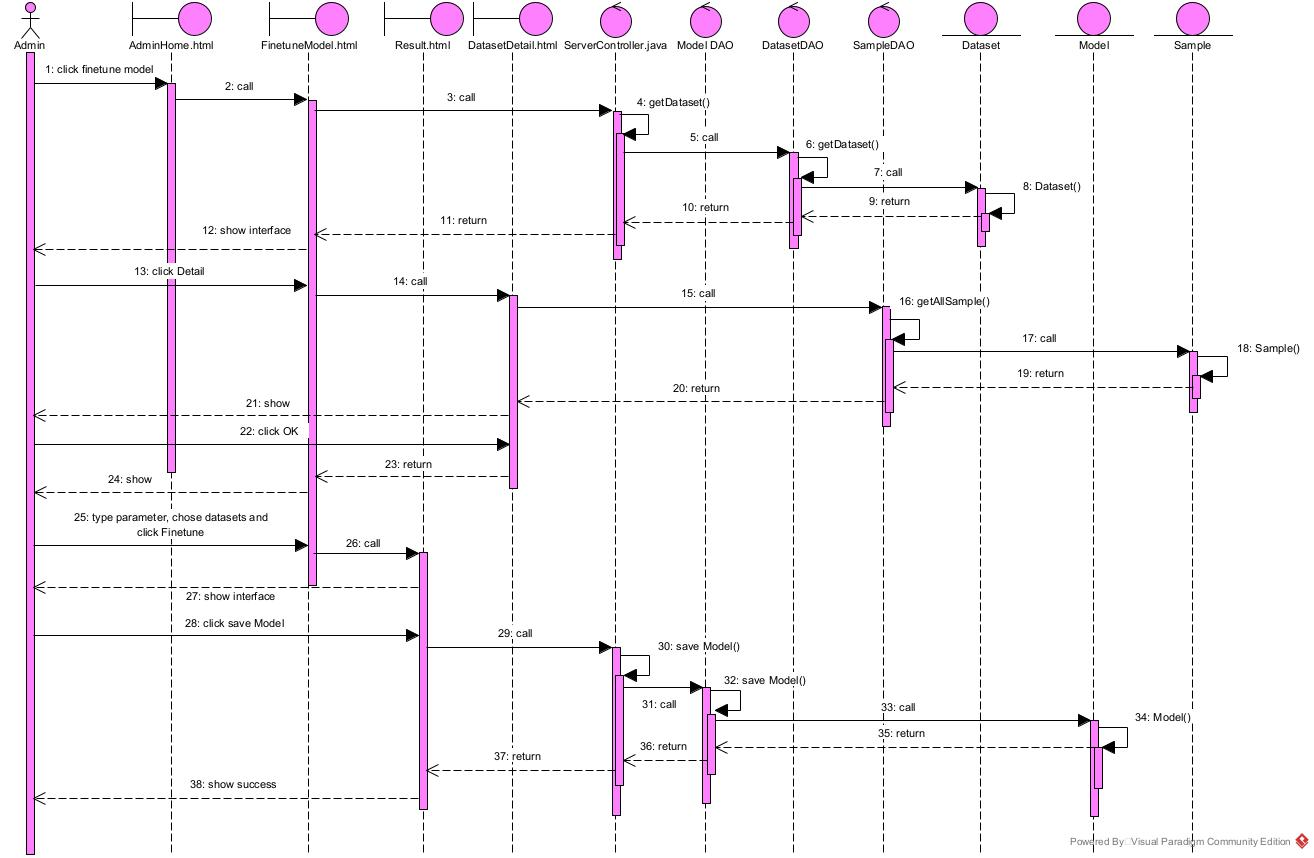 Admin
AdminHome.html
FinetuneModel.html
Result.html
DatasetDetail.html
ServerController.java
Model DAO
DatasetDAO
SampleDAO
Dataset
Model
Sample
1: click finetune model
2: call
3: call
4: getDataset()
5: call
6: getDataset()
7: call
8: Dataset()
9: return
10: return
11: return
12: show interface
13: click Detail
14: call
15: call
16: getAllSample()
17: call
18: Sample()
19: return
20: return
21: show
22: click OK
23: return
24: show
25: type parameter, chose datasets and
click Finetune
26: call
27: show interface
28: click save Model
29: call
30: save Model()
31: call
32: save Model()
33: call
34: Model()
35: return
36: return
37: return
38: show success
Powered By Visual Paradigm Community Edition